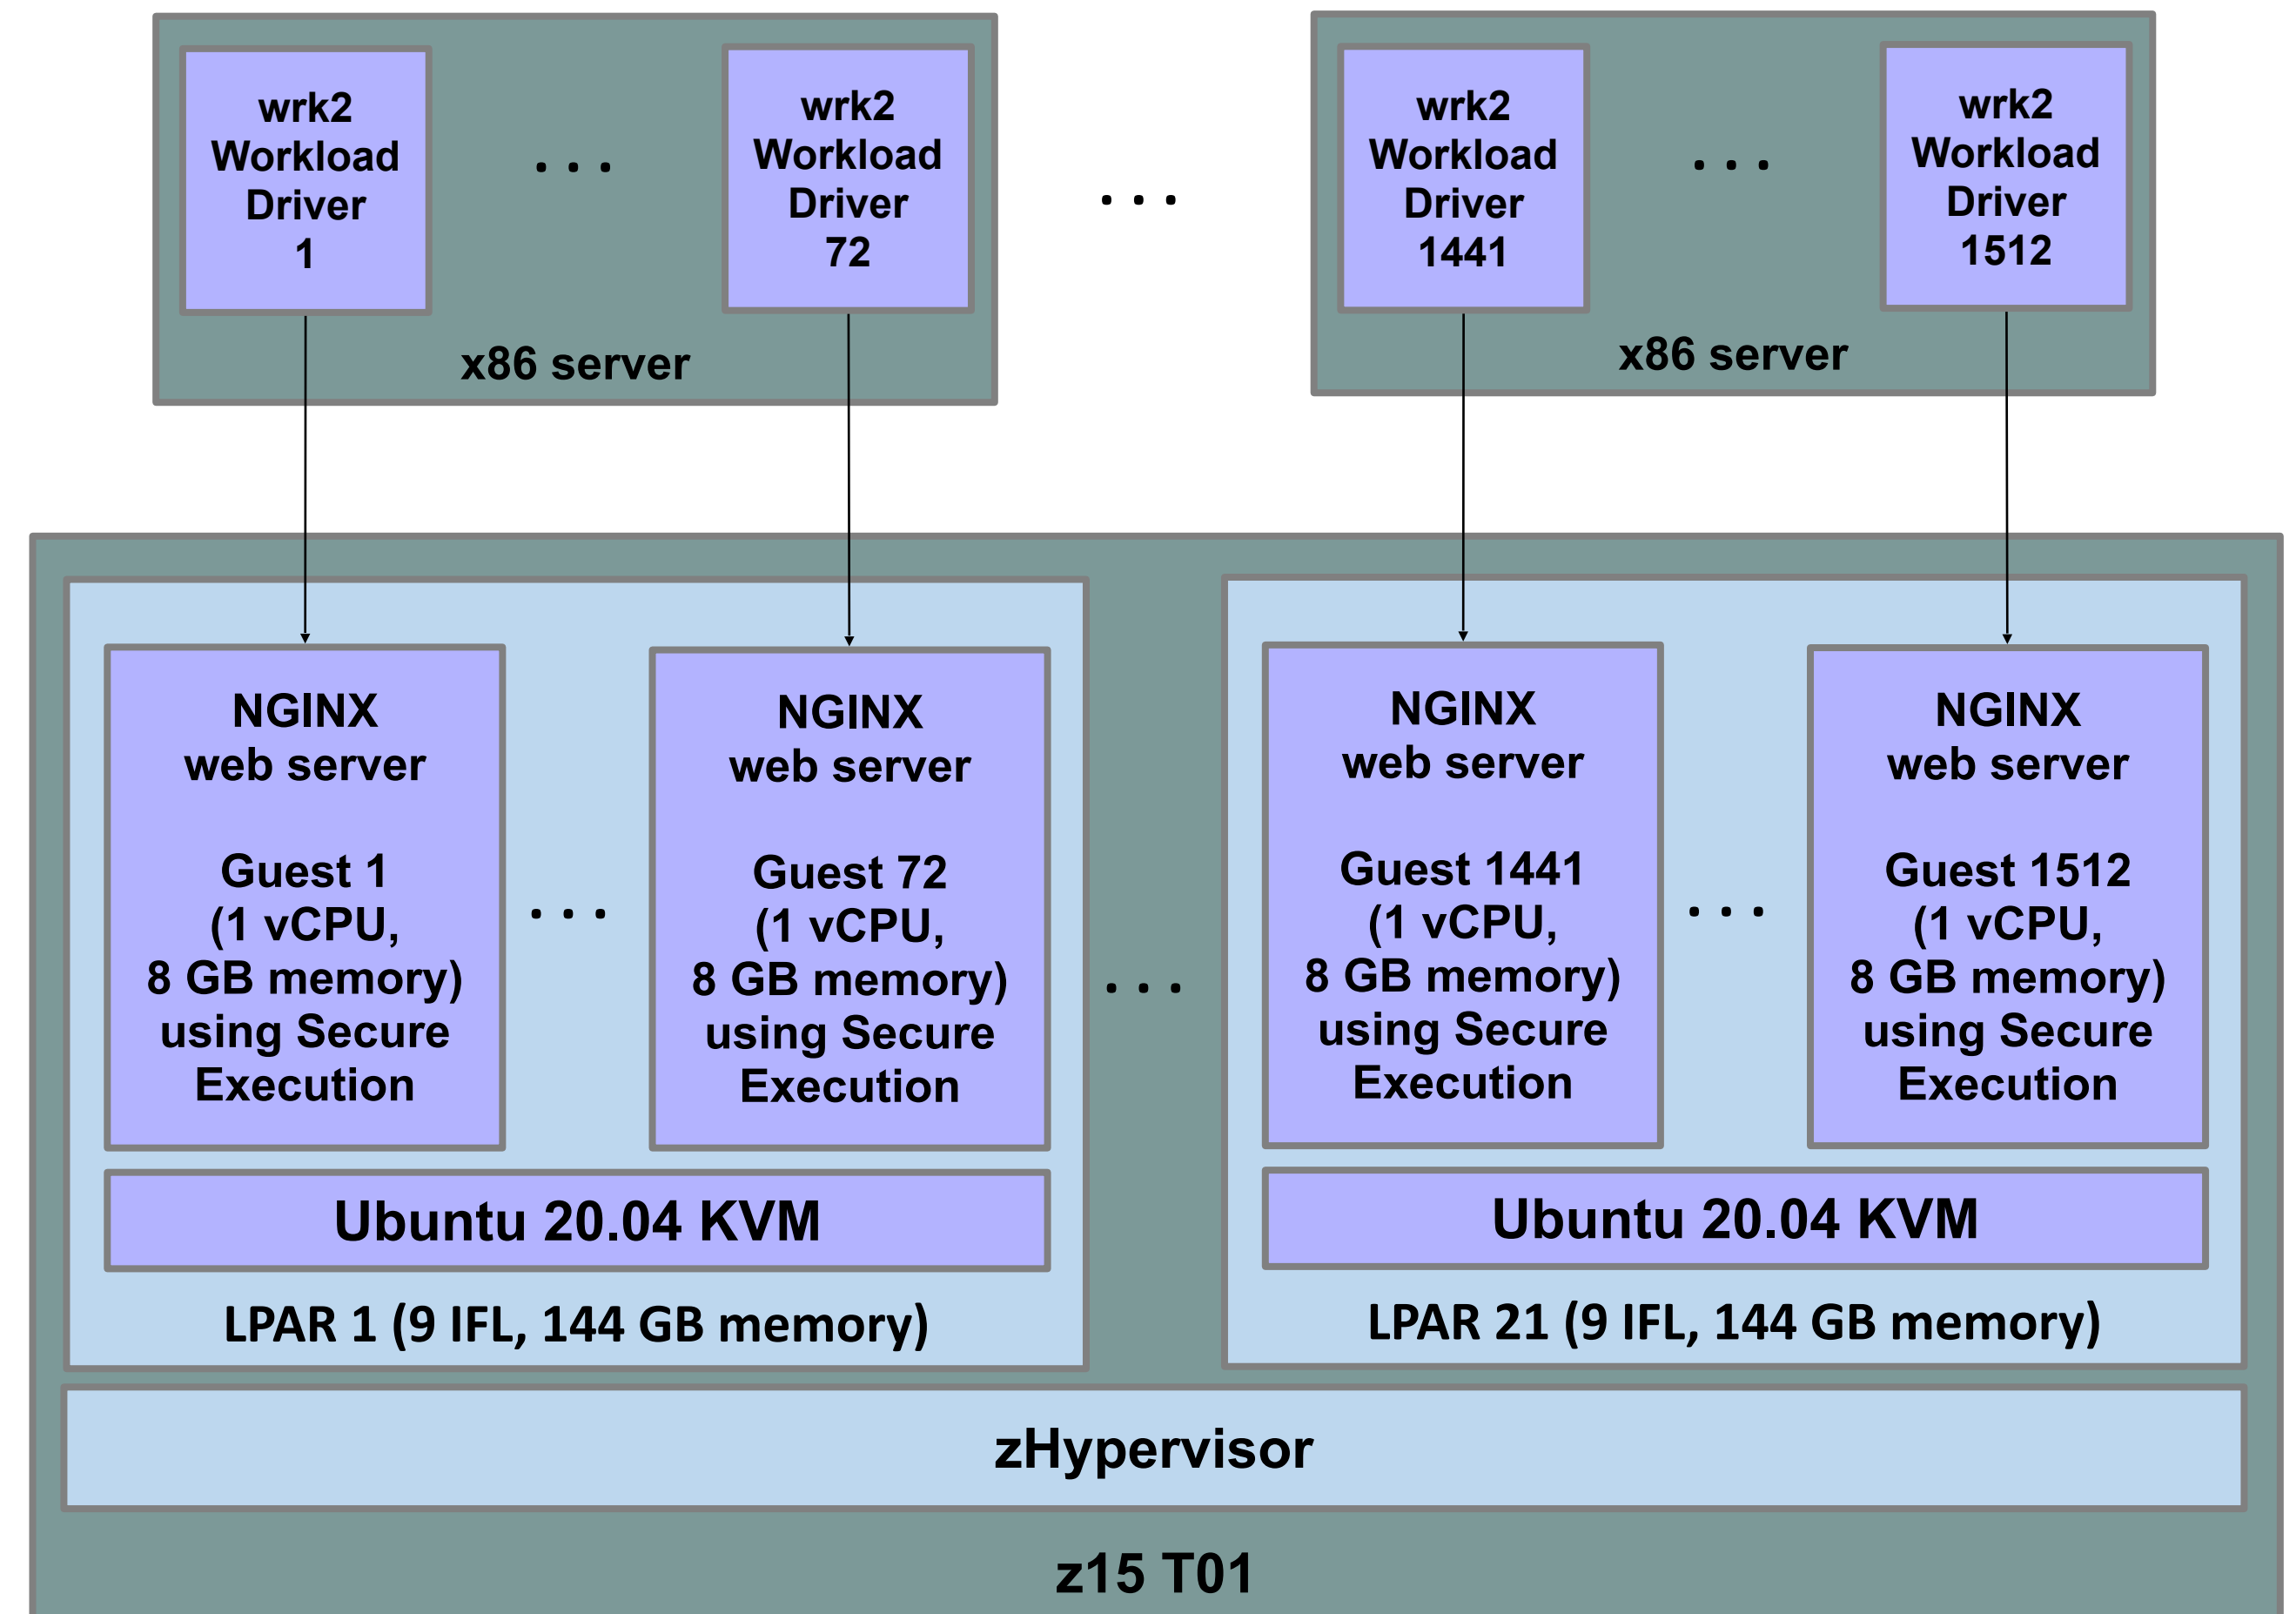 wrk2
Workload
Driver
1
. . .
wrk2
Workload
Driver
72
x86 server
. . .
wrk2
Workload
Driver
1441
. . .
wrk2
Workload
Driver
1512
x86 server
NGINX
web server
Guest 1
(1 vCPU,
8 GB memory)
using Secure
Execution
. . .
NGINX
web server
Guest 72
(1 vCPU,
8 GB memory)
using Secure
Execution
Ubuntu 20.04 KVM
LPAR 1 (9 IFL, 144 GB memory)
. . .
NGINX
web server
Guest 1441
(1 vCPU,
8 GB memory)
using Secure
Execution
. . .
NGINX
web server
Guest 1512
(1 vCPU,
8 GB memory)
using Secure
Execution
Ubuntu 20.04 KVM
LPAR 21 (9 IFL, 144 GB memory)
zHypervisor
z15 T01